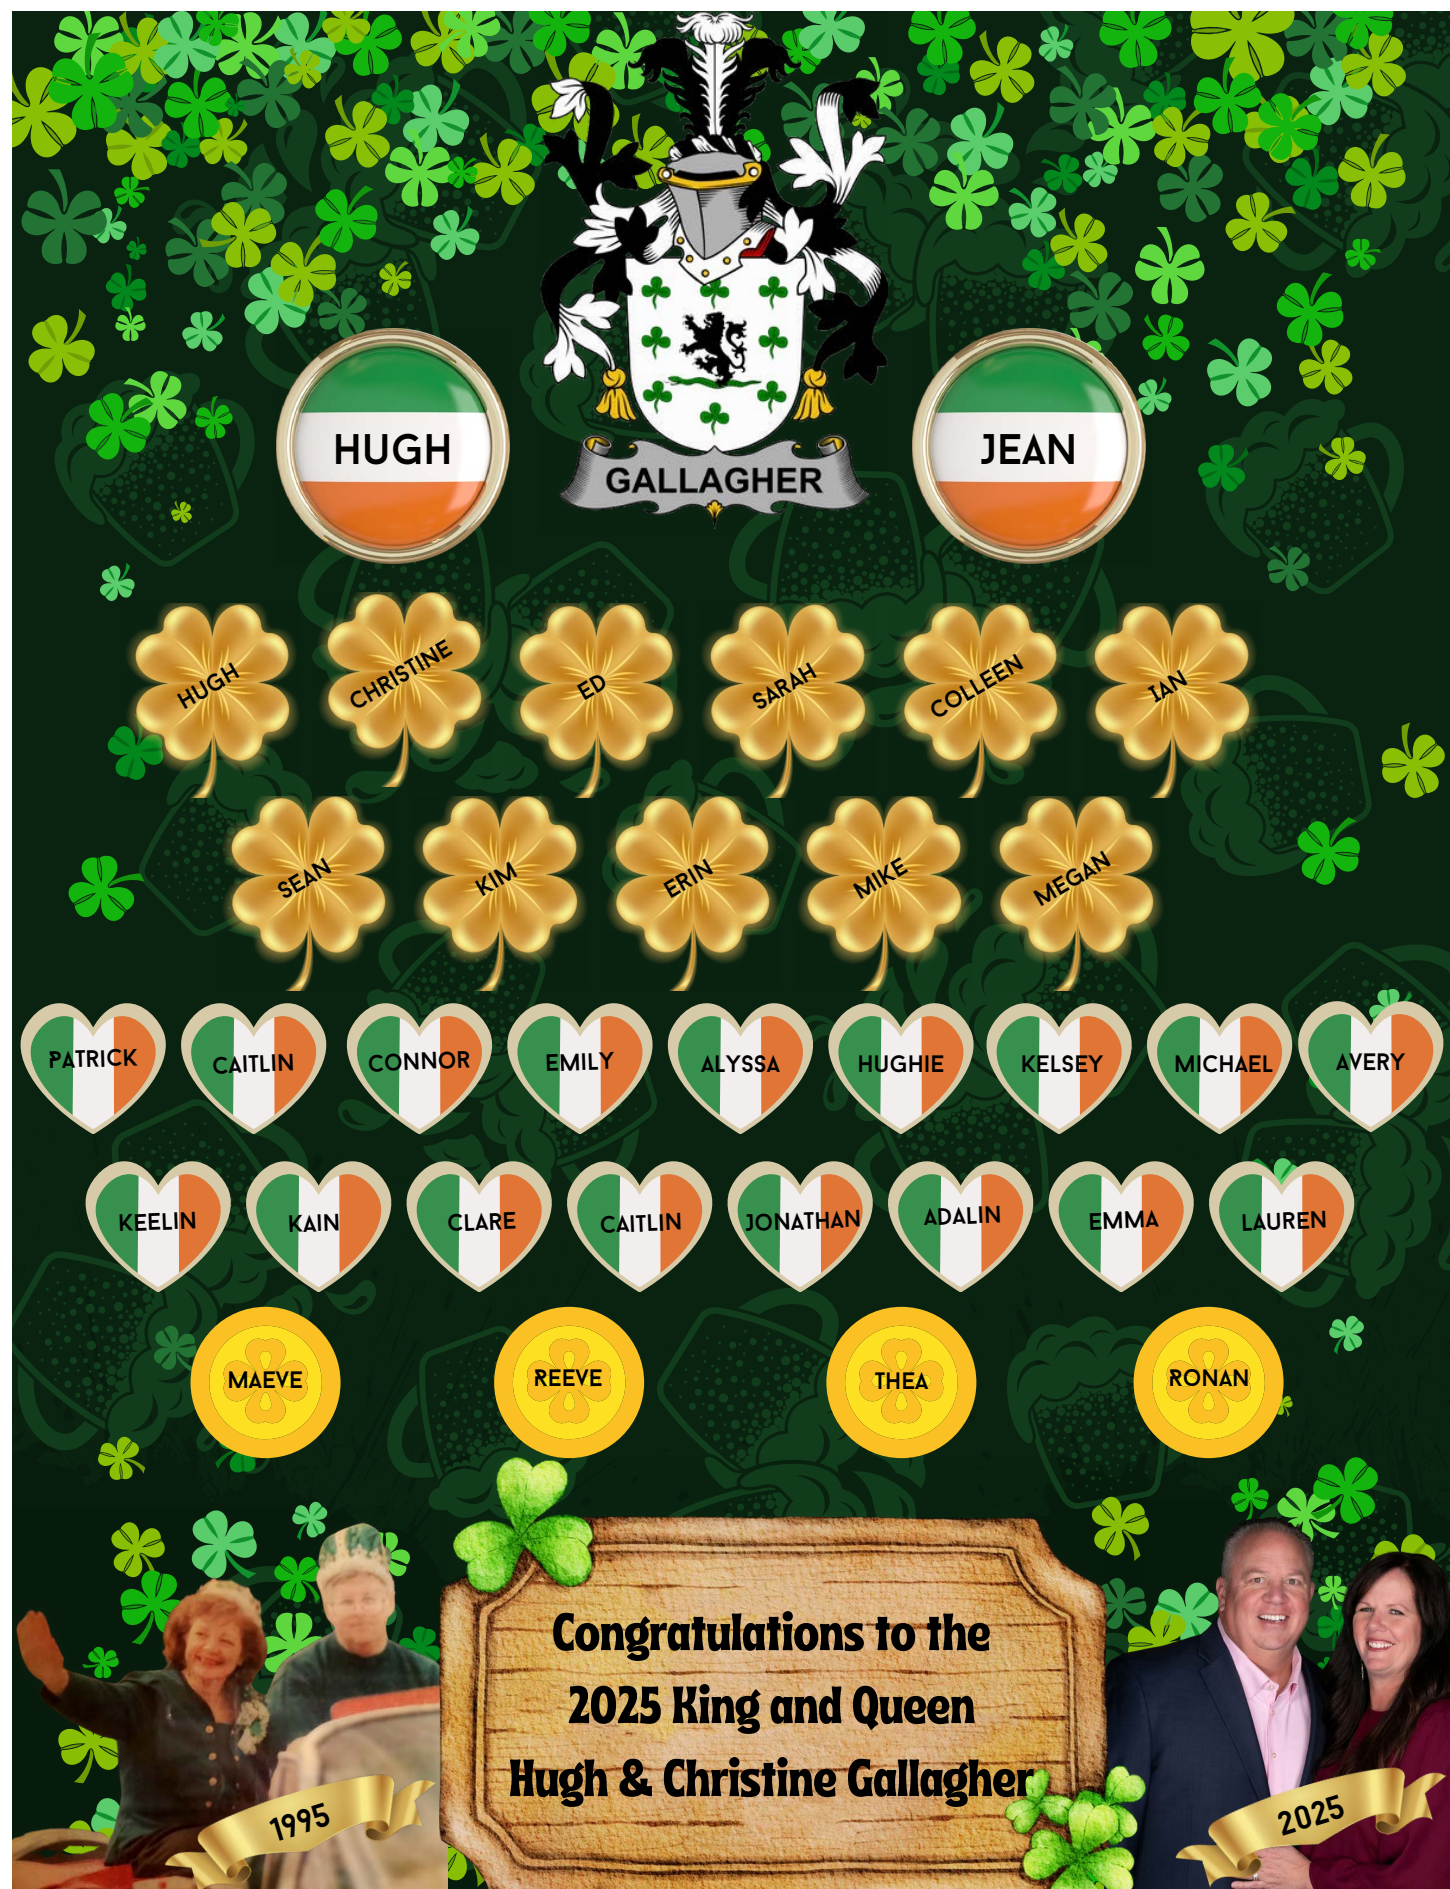 GALLAGHER
HUGH
JEAN
HUGH
CHRISTINE
ED
SARAH
COLLEEN
IAN
SEAN
KIM
ERIN
MIKE
MEGAN
PATRICK
CAITLIN
CONNOR
EMILY
ALYSSA
HUGHIE
KELSEY
MICHAEL
AVERY
KEELIN
KAIN
CLARE
CAITLIN
JONATHAN
ADALIN
EMMA
LAUREN
MAEVE
REEVE
THEA
RONAN
Congratulations to the
2025 King and Queen
Hugh & Christine Gallagher
1995
2025